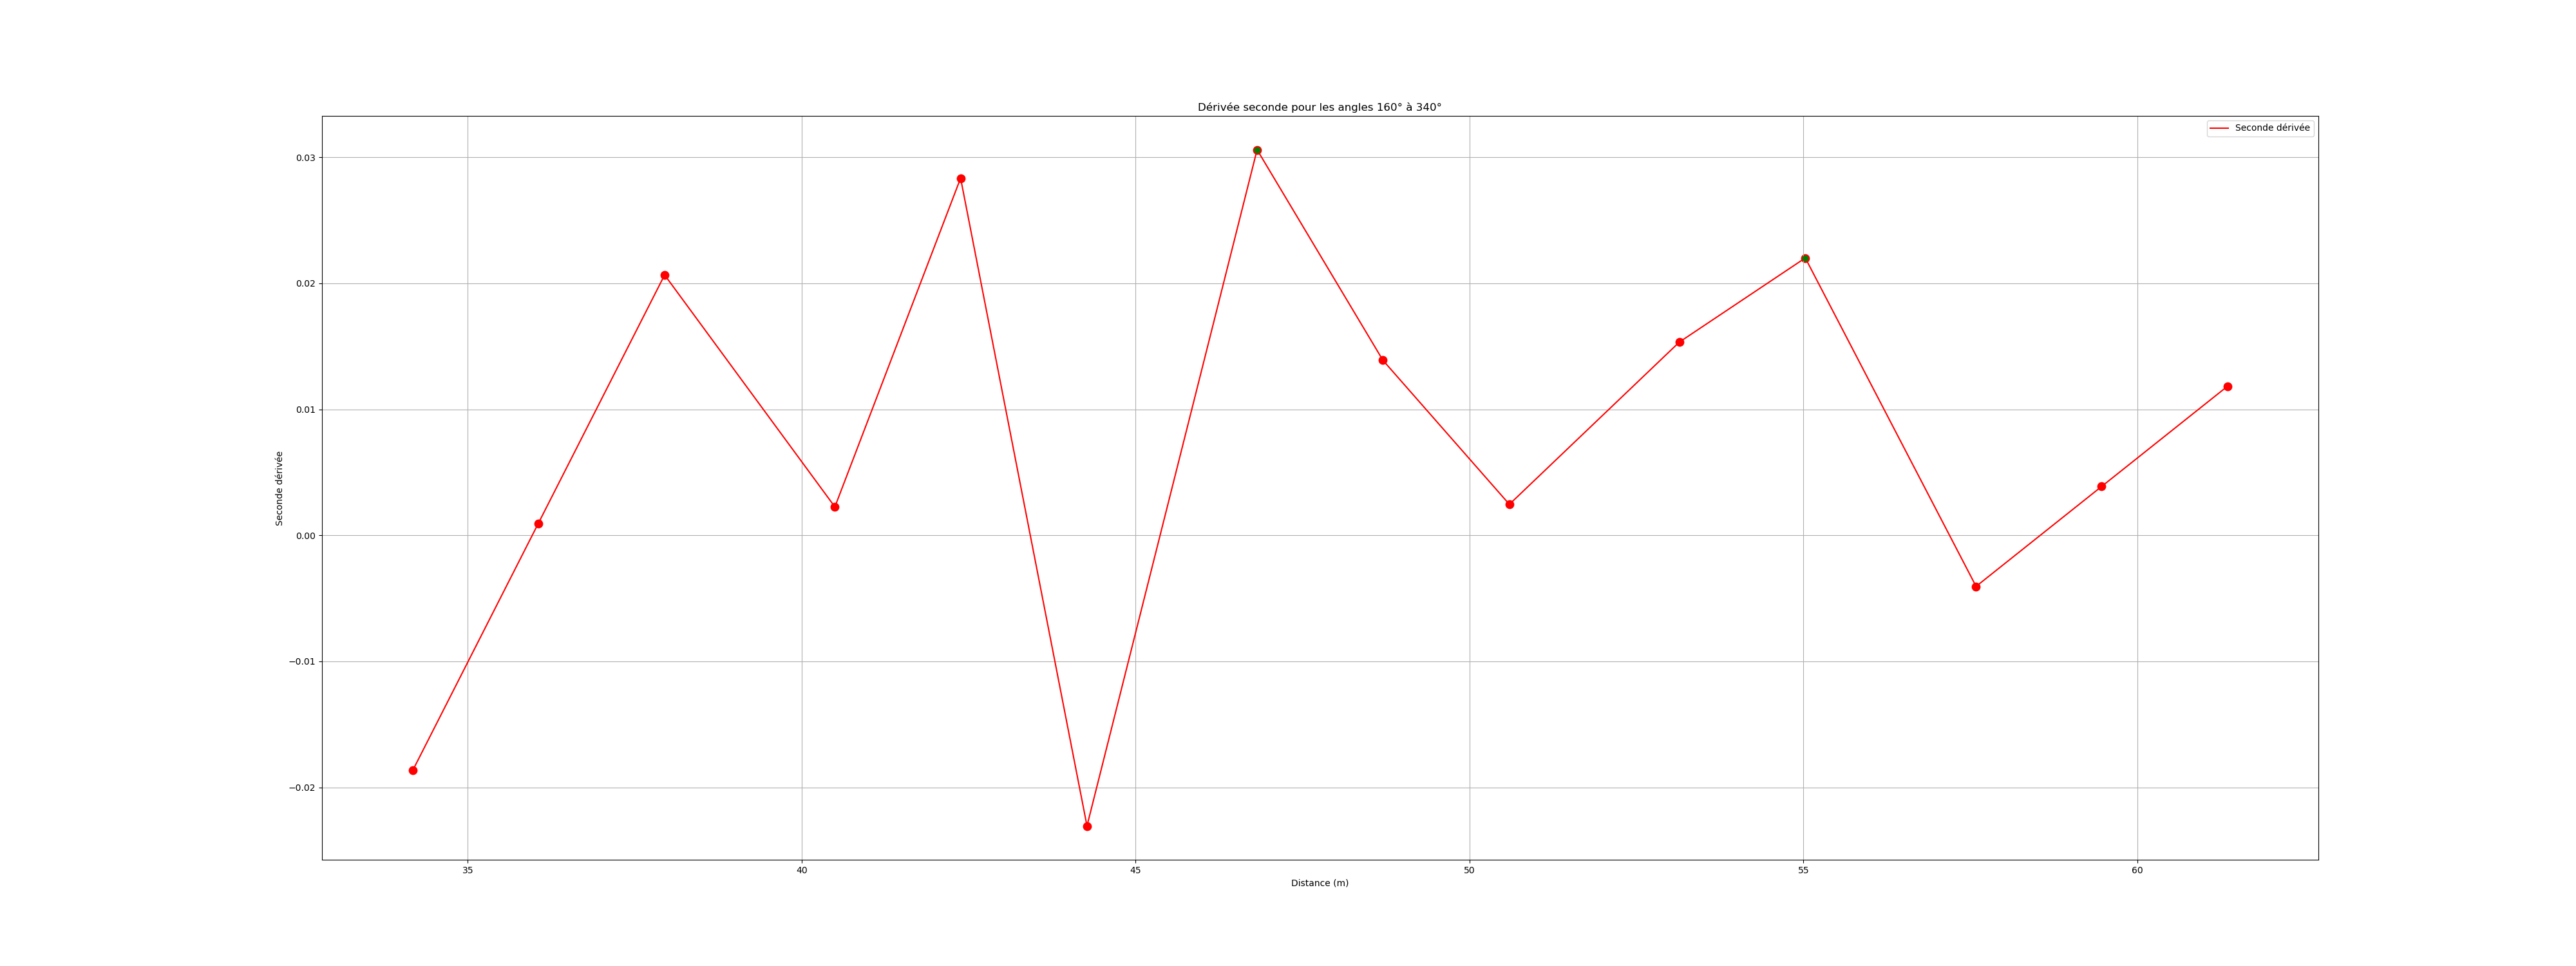 Dérivée seconde pour les angles 160° à 340°
Seconde dérivée
0.03
0.02
0.01
0.00
−0.01
−0.02
Seconde dérivée
35 40 45 50 55 60
Distance (m)